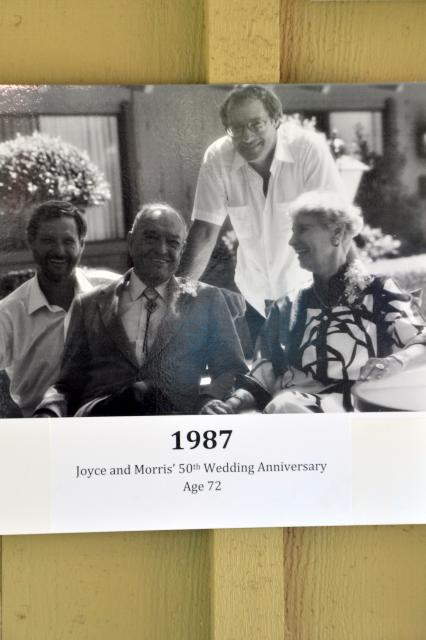 1987
Joyce and Morris’ 50th Wedding Anniversary
Age 72